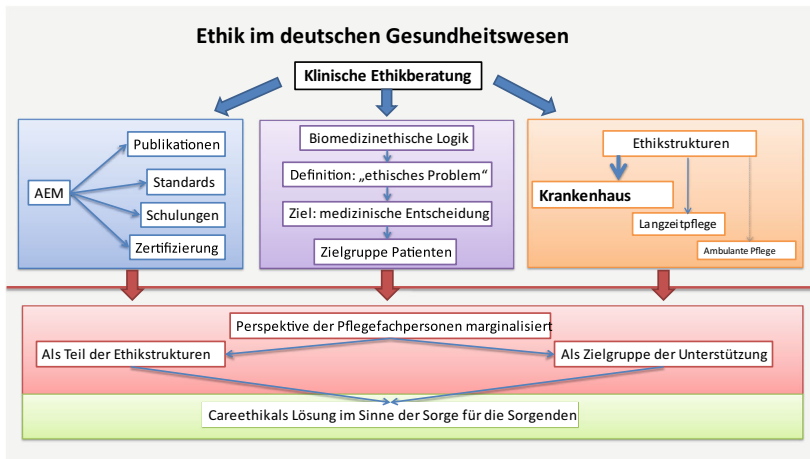 Ethik im deutschen Gesundheitswesen
Klinische Ethikberatung
AEM
Publikationen
Standards
Schulungen
Zertifizierung
Biomedizinethische Logik
Definition: „ethisches Problem“
Ziel: medizinische Entscheidung
Zielgruppe Patienten
Ethikstrukturen
Krankenhaus
Langzeitpflege
Ambulante Pflege
Perspektive der Pflegefachpersonen marginalisiert
Als Teil der Ethikstrukturen
Als Zielgruppe der Unterstützung
Careethikals Lösung im Sinne der Sorge für die Sorgenden